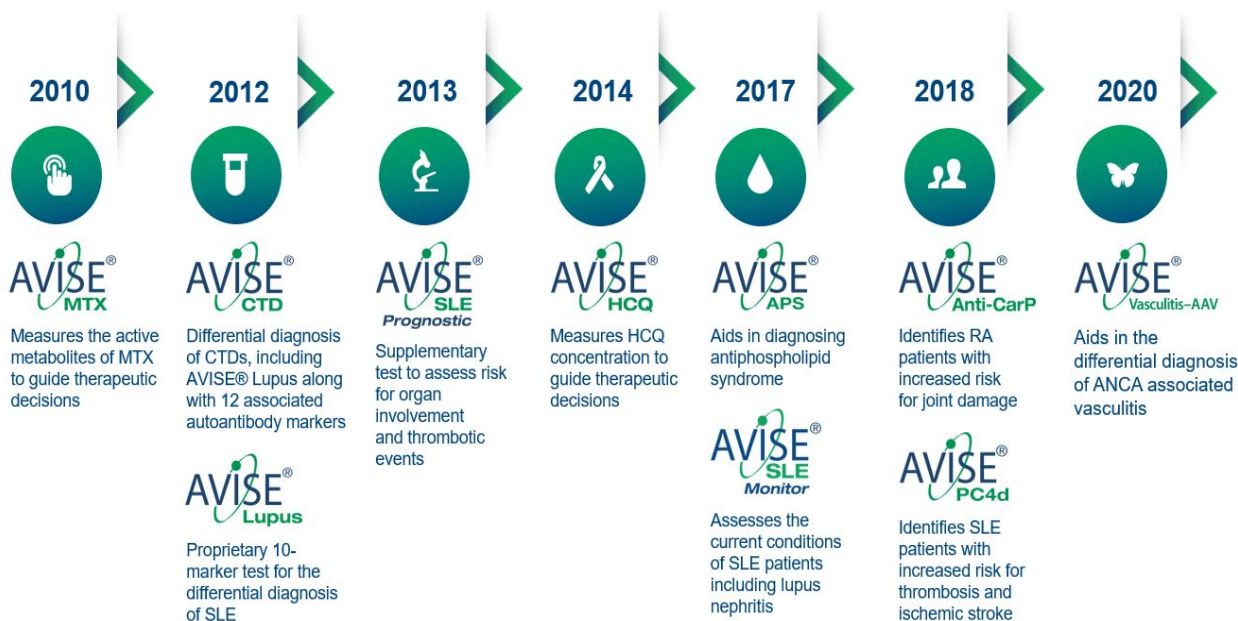 2010
AVISE®
MTX
Measures the active
metabolites of MTX
to guide therapeutic
decisions
2012
AVISE®
CTD
Differential diagnosis
of CTDs, including
AVISE® Lupus along
with 12 associated
autoantibody markers
AVISE®
Lupus
Proprietary 10-
marker test for the
differential diagnosis
of SLE
2013
AVISE®
SLE
Prognostic
Supplementary
test to assess risk
for organ
involvement
and thrombotic
events
2014
AVISE®
HCQ
Measures HCQ
concentration to
guide therapeutic
decisions
2017
AVISE®
APS
Aids in diagnosing
antiphospholipid
syndrome
AVISE®
SLE
Monitor
Assesses the
current conditions
of SLE patients
including lupus
nephritis
2018
AVISE®
Anti-CarP
Identifies RA
patients with
increased risk
for joint damage
AVISE®
PC4d
Identifies SLE
patients with
increased risk for
thrombosis and
ischemic stroke
2020
AVISE®
Vasculitis–AAV
Aids in the
differential diagnosis
of ANCA associated
vasculitis